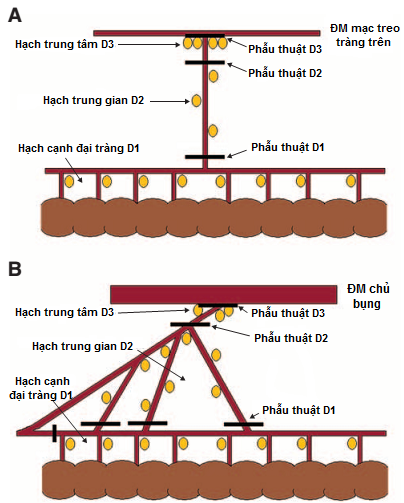 A
Hạch trung tâm D3
Phẫu thuật D3
ĐM mạc treo
tràng trên
Phẫu thuật D2
Hạch trung gian D2
Hạch cạnh đại tràng D1
Phẫu thuật D1
B
ĐM chủ
bụng
Hạch trung tâm D3
Phẫu thuật D3
Phẫu thuật D2
Hạch trung gian D2
Hạch cạnh
đại tràng D1
Phẫu thuật D1